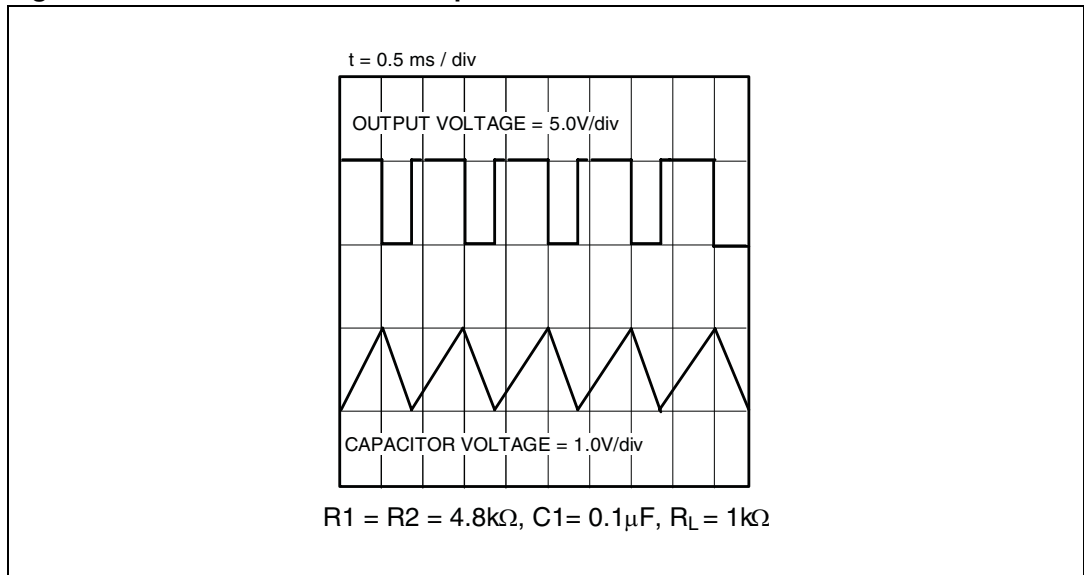 t = 0.5 ms / div
OUTPUT VOLTAGE = 5.0V/div
CAPACITOR VOLTAGE = 1.0V/div
R1 = R2 = 4.8kΩ, C1= 0.1μF, RL = 1kΩ